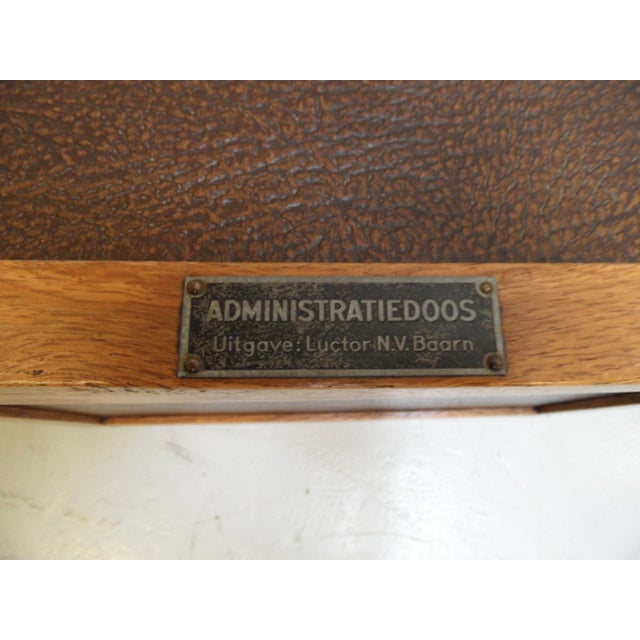 ADMINISTRATIEDOOS
Uitgave: Luctor N.V. Baarn